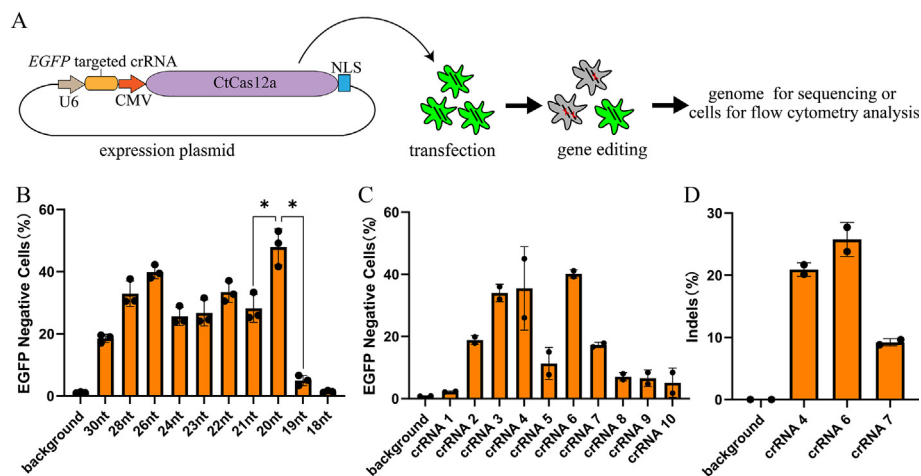 A
EGFP targeted crRNA
U6
CMV
CtCas12a
NLS
expression plasmid
transfection
gene editing
genome for sequencing or
cells for flow cytometry analysis
B
EGFP Negative Cells(%)
60
40
20
0
*
*
background
30nt
28nt
26nt
24nt
23nt
22nt
21nt
20nt
19nt
18nt
C
EGFP Negative Cells(%)
60
40
20
0
background
crRNA 1
crRNA 2
crRNA 3
crRNA 4
crRNA 5
crRNA 6
crRNA 7
crRNA 8
crRNA 9
crRNA 10
D
Indels(%)
30
20
10
0
background
crRNA 4
crRNA 6
crRNA 7